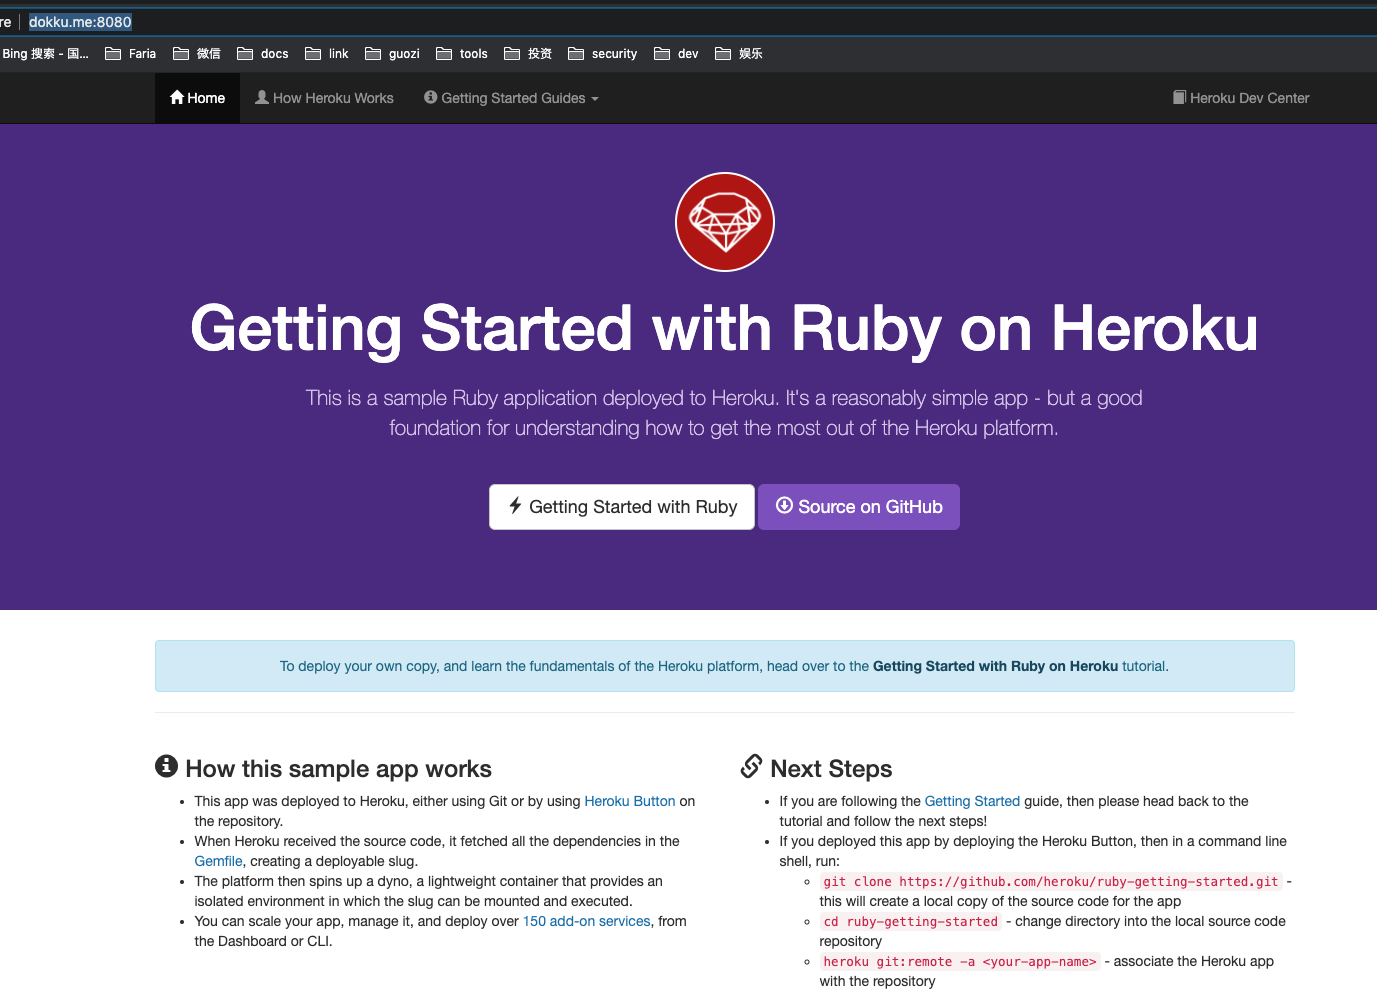 re | dokku.me:8080
Bing 搜索 - 国... Faria 微信 docs link guozi tools 投资 security dev 娱乐
Home How Heroku Works Getting Started Guides Heroku Dev Center
Getting Started with Ruby on Heroku
This is a sample Ruby application deployed to Heroku. It's a reasonably simple app - but a good
foundation for understanding how to get the most out of the Heroku platform.
Getting Started with Ruby Source on GitHub
To deploy your own copy, and learn the fundamentals of the Heroku platform, head over to the Getting Started with Ruby on Heroku tutorial.
How this sample app works
This app was deployed to Heroku, either using Git or by using Heroku Button on
the repository.
When Heroku received the source code, it fetched all the dependencies in the
Gemfile, creating a deployable slug.
The platform then spins up a dyno, a lightweight container that provides an
isolated environment in which the slug can be mounted and executed.
You can scale your app, manage it, and deploy over 150 add-on services, from
the Dashboard or CLI.
Next Steps
If you are following the Getting Started guide, then please head back to the
tutorial and follow the next steps!
If you deployed this app by deploying the Heroku Button, then in a command line
shell, run:
git clone https://github.com/heroku/ruby-getting-started.git -
this will create a local copy of the source code for the app
cd ruby-getting-started - change directory into the local source code
repository
heroku git:remote -a <your-app-name> - associate the Heroku app
with the repository